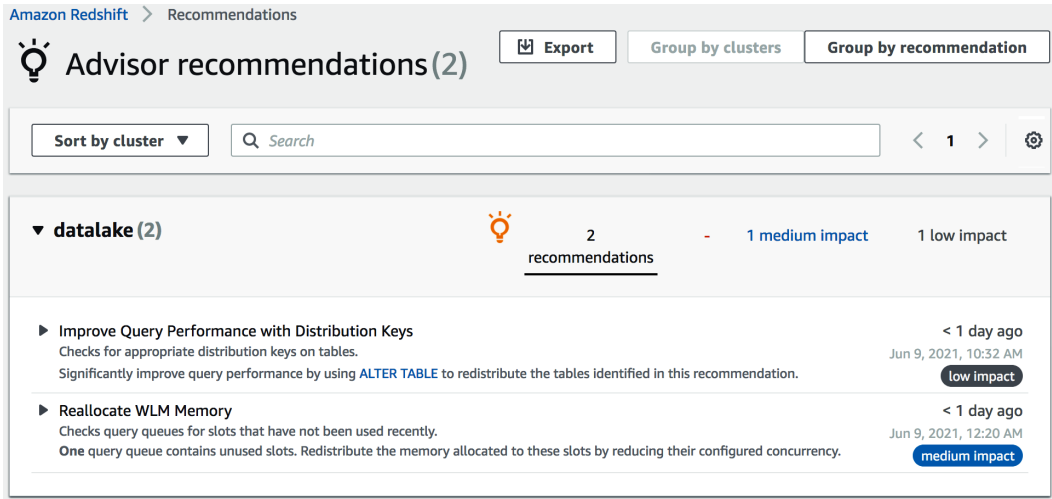 Amazon Redshift > Recommendations
Advisor recommendations(2)
Export
Group by clusters
Group by recommendation
Sort by cluster ▼
Search
< 1 >
▼ datalake (2)
2
recommendations
-
1 medium impact
1 low impact
▶ Improve Query Performance with Distribution Keys
< 1 day ago
Checks for appropriate distribution keys on tables.
Jun 9, 2021, 10:32 AM
Significantly improve query performance by using ALTER TABLE to redistribute the tables identified in this recommendation.
low impact
▶ Reallocate WLM Memory
< 1 day ago
Checks query queues for slots that have not been used recently.
Jun 9, 2021, 12:20 AM
One query queue contains unused slots. Redistribute the memory allocated to these slots by reducing their configured concurrency.
medium impact